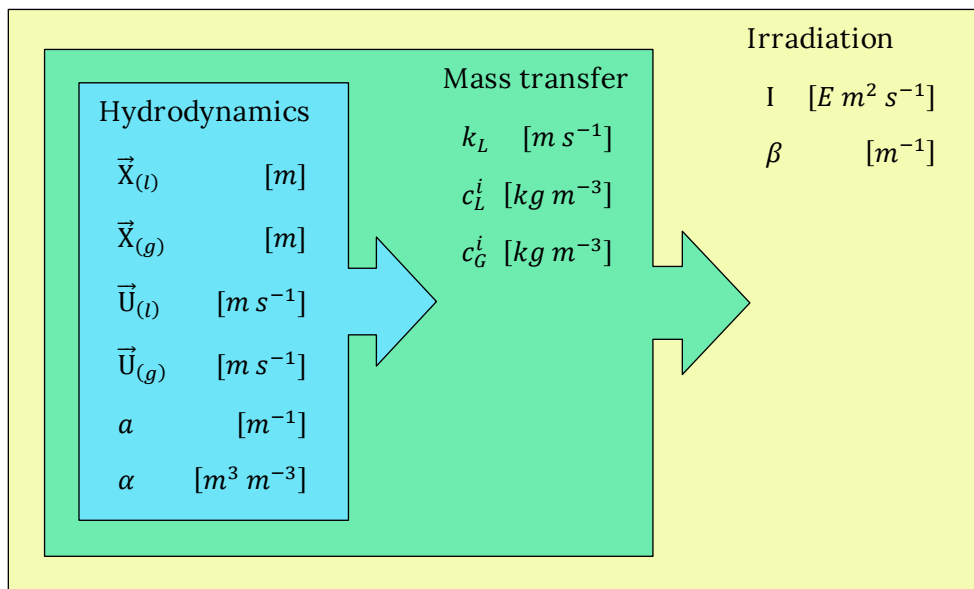 Hydrodynamics
X⃗₍ₗ₎ [m]
X⃗₍g₎ [m]
U⃗₍ₗ₎ [m s⁻¹]
U⃗₍g₎ [m s⁻¹]
a [m⁻¹]
α [m³ m⁻³]
Mass transfer
k_L [m s⁻¹]
c_L^i [kg m⁻³]
c_G^i [kg m⁻³]
Irradiation
I [E m² s⁻¹]
β [m⁻¹]